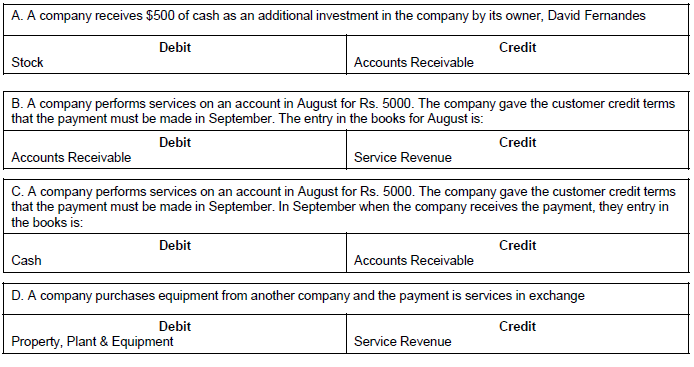 A. A company receives $500 of cash as an additional investment in the company by its owner, David Fernandes
Debit Credit
Stock Accounts Receivable
B. A company performs services on an account in August for Rs. 5000. The company gave the customer credit terms
that the payment must be made in September. The entry in the books for August is:
Debit Credit
Accounts Receivable Service Revenue
C. A company performs services on an account in August for Rs. 5000. The company gave the customer credit terms
that the payment must be made in September. In September when the company receives the payment, they entry in
the books is:
Debit Credit
Cash Accounts Receivable
D. A company purchases equipment from another company and the payment is services in exchange
Debit Credit
Property, Plant & Equipment Service Revenue